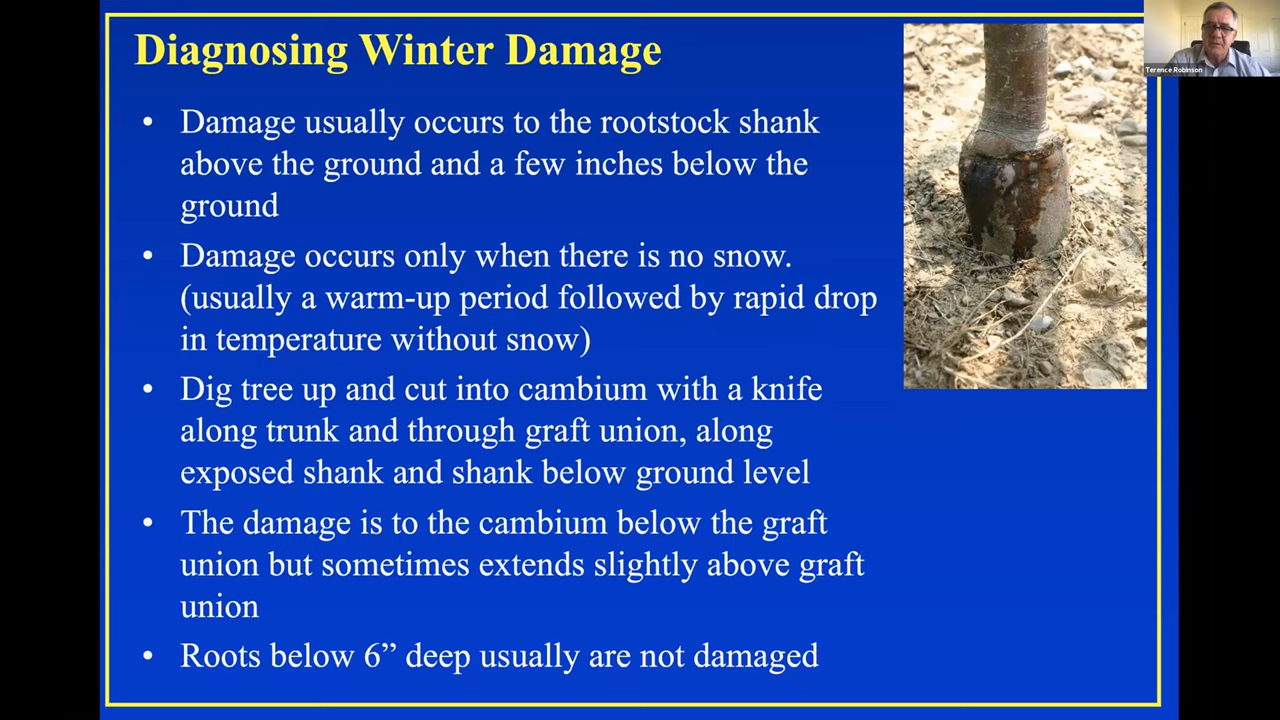 Diagnosing Winter Damage
Terence Robinson
• Damage usually occurs to the rootstock shank
above the ground and a few inches below the
ground
• Damage occurs only when there is no snow.
(usually a warm-up period followed by rapid drop
in temperature without snow)
• Dig tree up and cut into cambium with a knife
along trunk and through graft union, along
exposed shank and shank below ground level
• The damage is to the cambium below the graft
union but sometimes extends slightly above graft
union
• Roots below 6” deep usually are not damaged